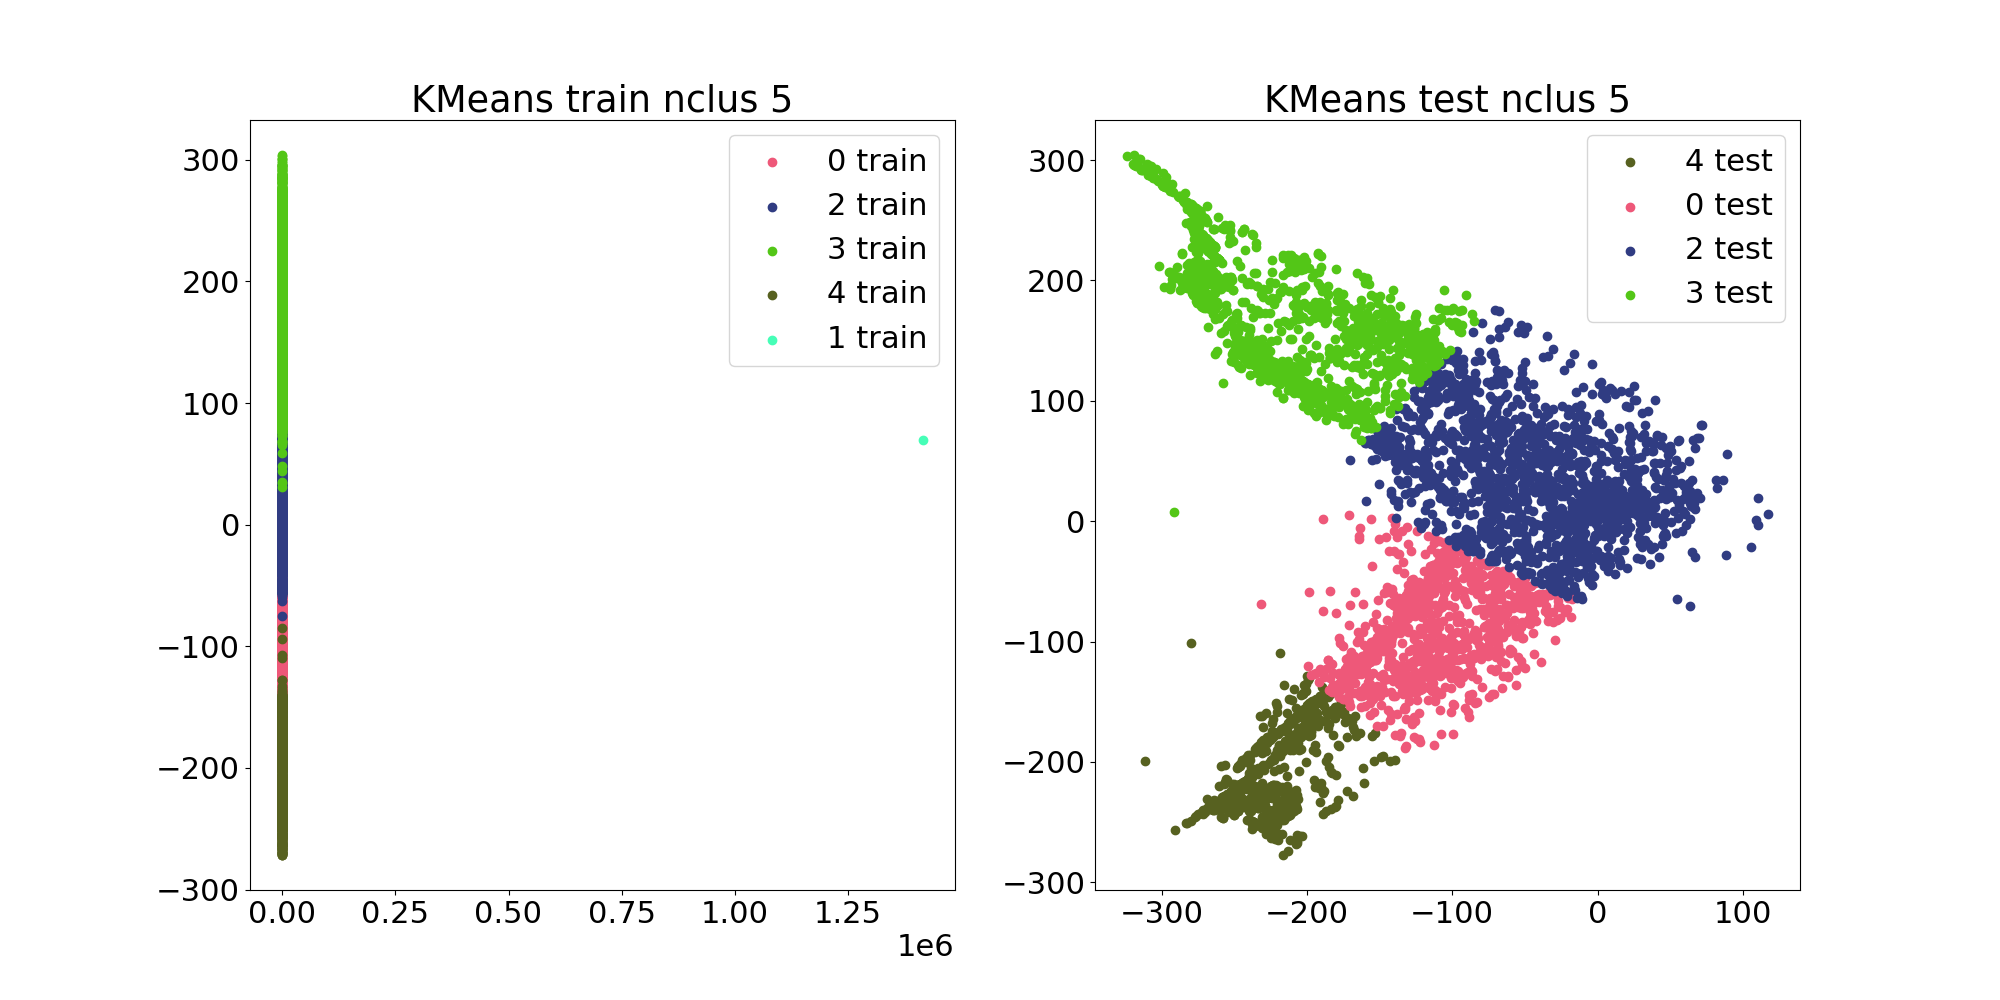 KMeans train nclus 5
300
200
100
0
−100
−200
−300
0.00 0.25 0.50 0.75 1.00 1.25
1e6
0 train
2 train
3 train
4 train
1 train
KMeans test nclus 5
300
200
100
0
−100
−200
−300
−300 −200 −100 0 100
4 test
0 test
2 test
3 test